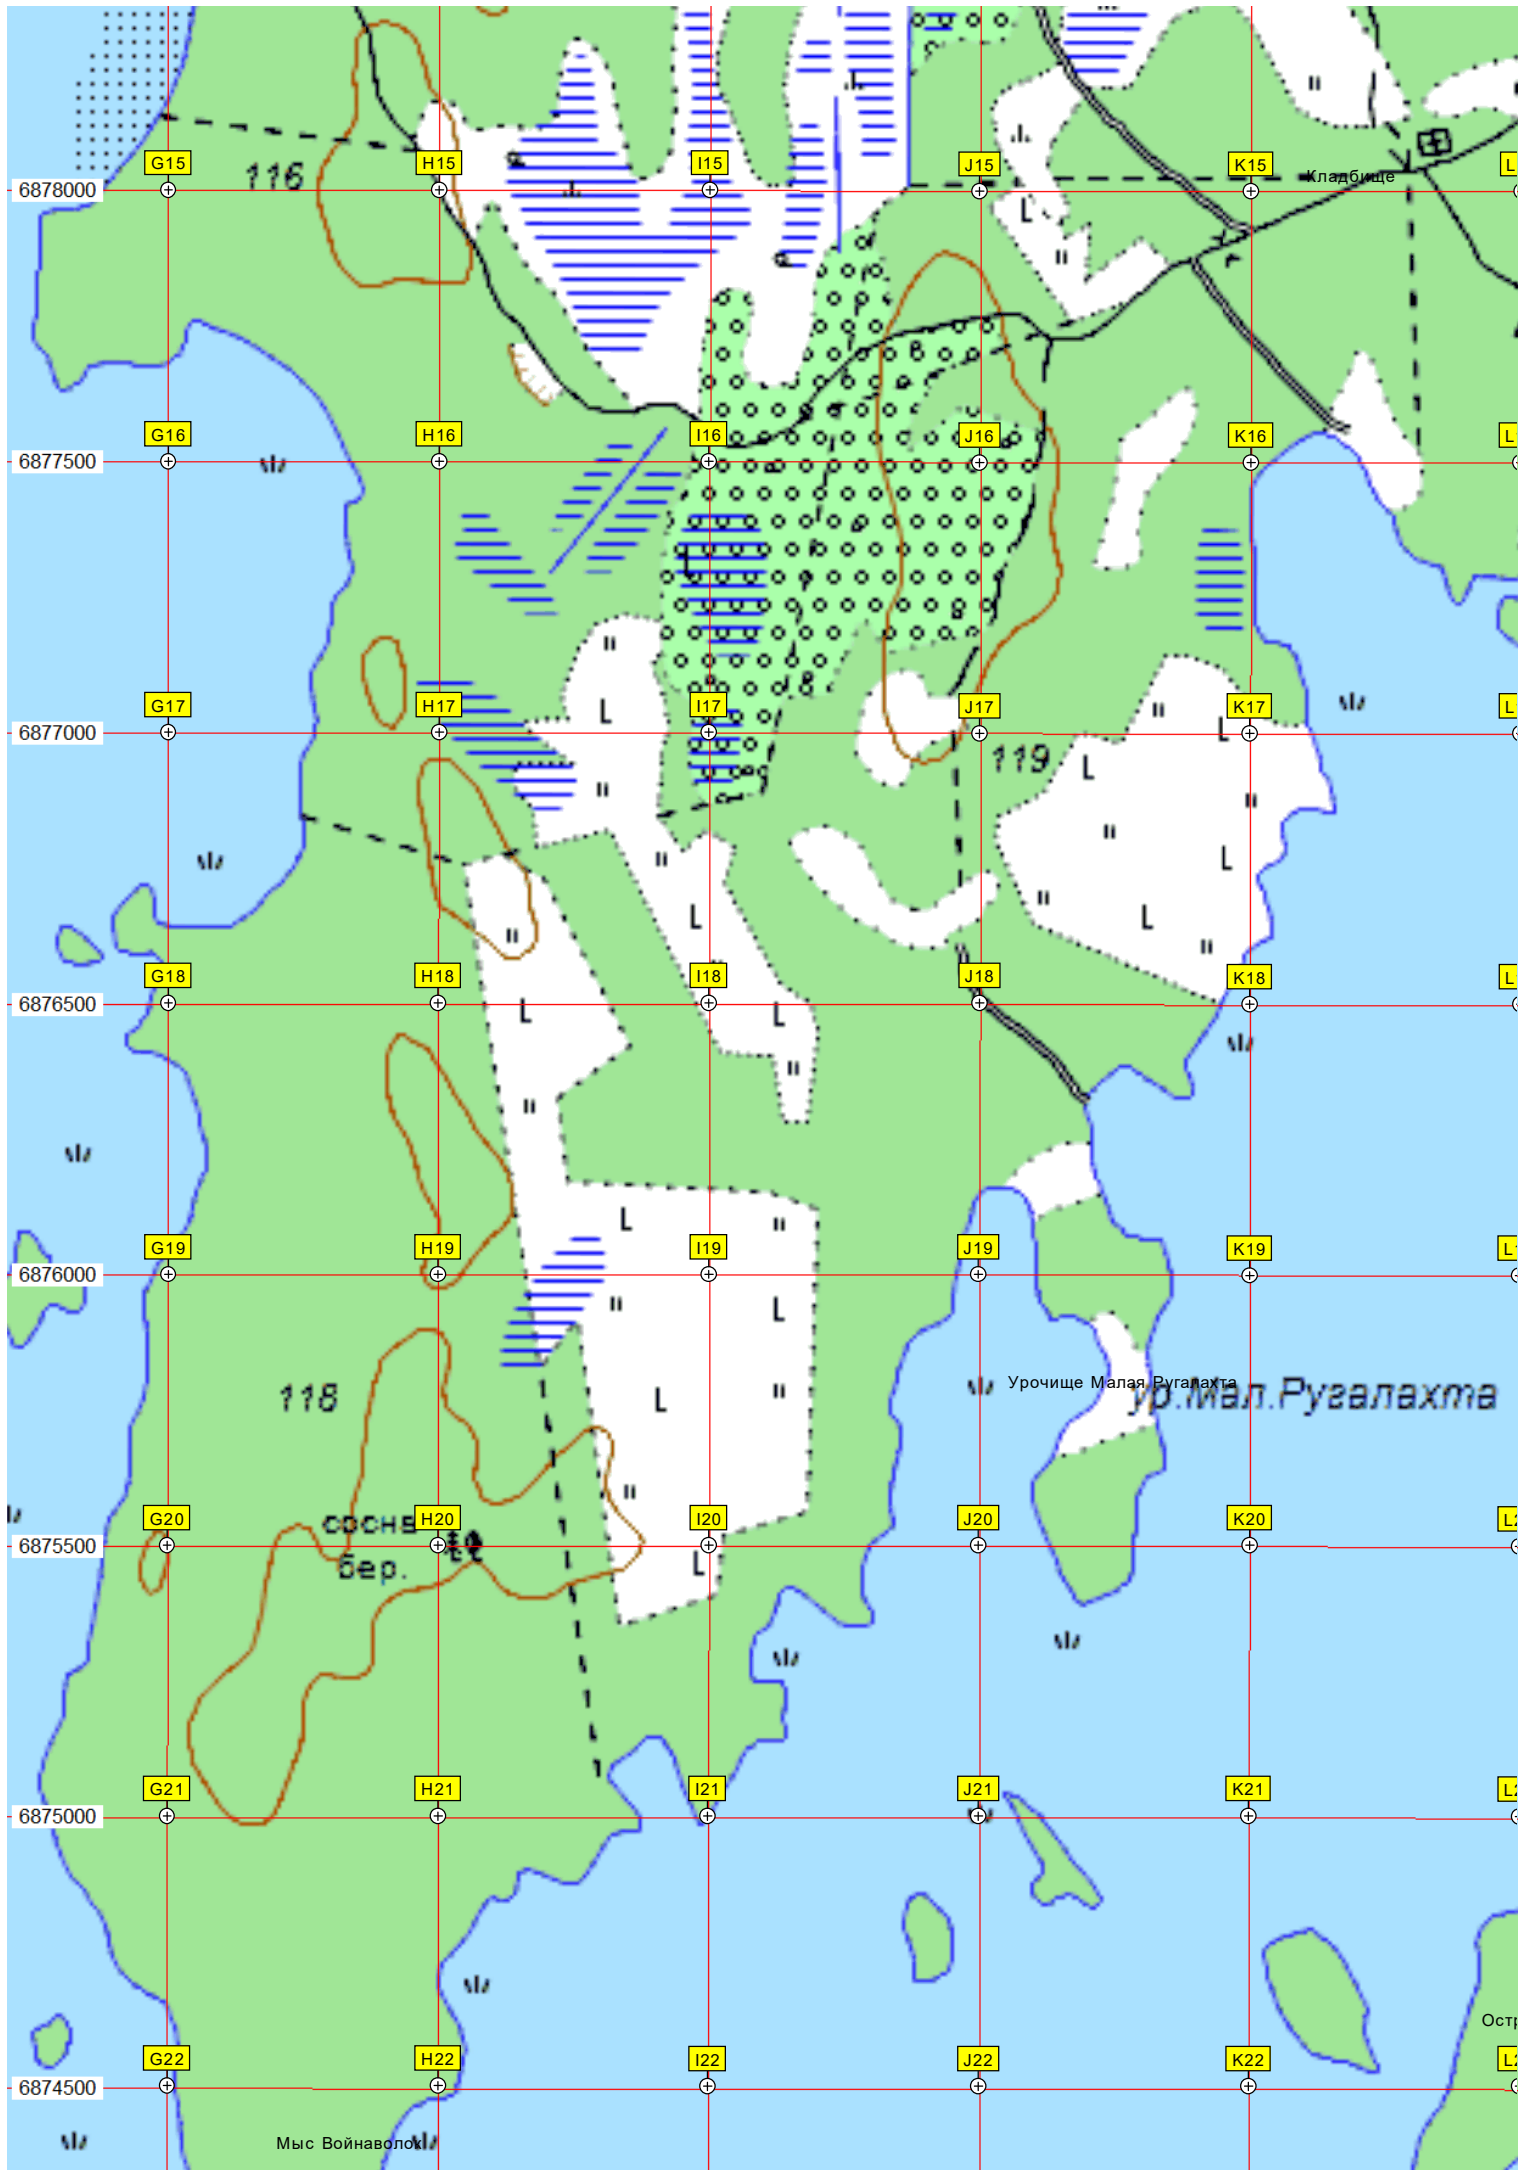 G15 H15 I15 J15 K15
116
6878000
Кладбище
G16 H16 I16 J16 K16
6877500
G17 H17 I17 J17 K17
6877000
119
G18 H18 I18 J18 K18
6876500
G19 H19 I19 J19 K19
6876000
118
Урочище Малая Ругалахта
ур.Мал.Ругалахта
G20 H20 I20 J20 K20
сосна
6875500
бер.
G21 H21 I21 J21 K21
6875000
G22 H22 I22 J22 K22
6874500
Мыс Войнаволок